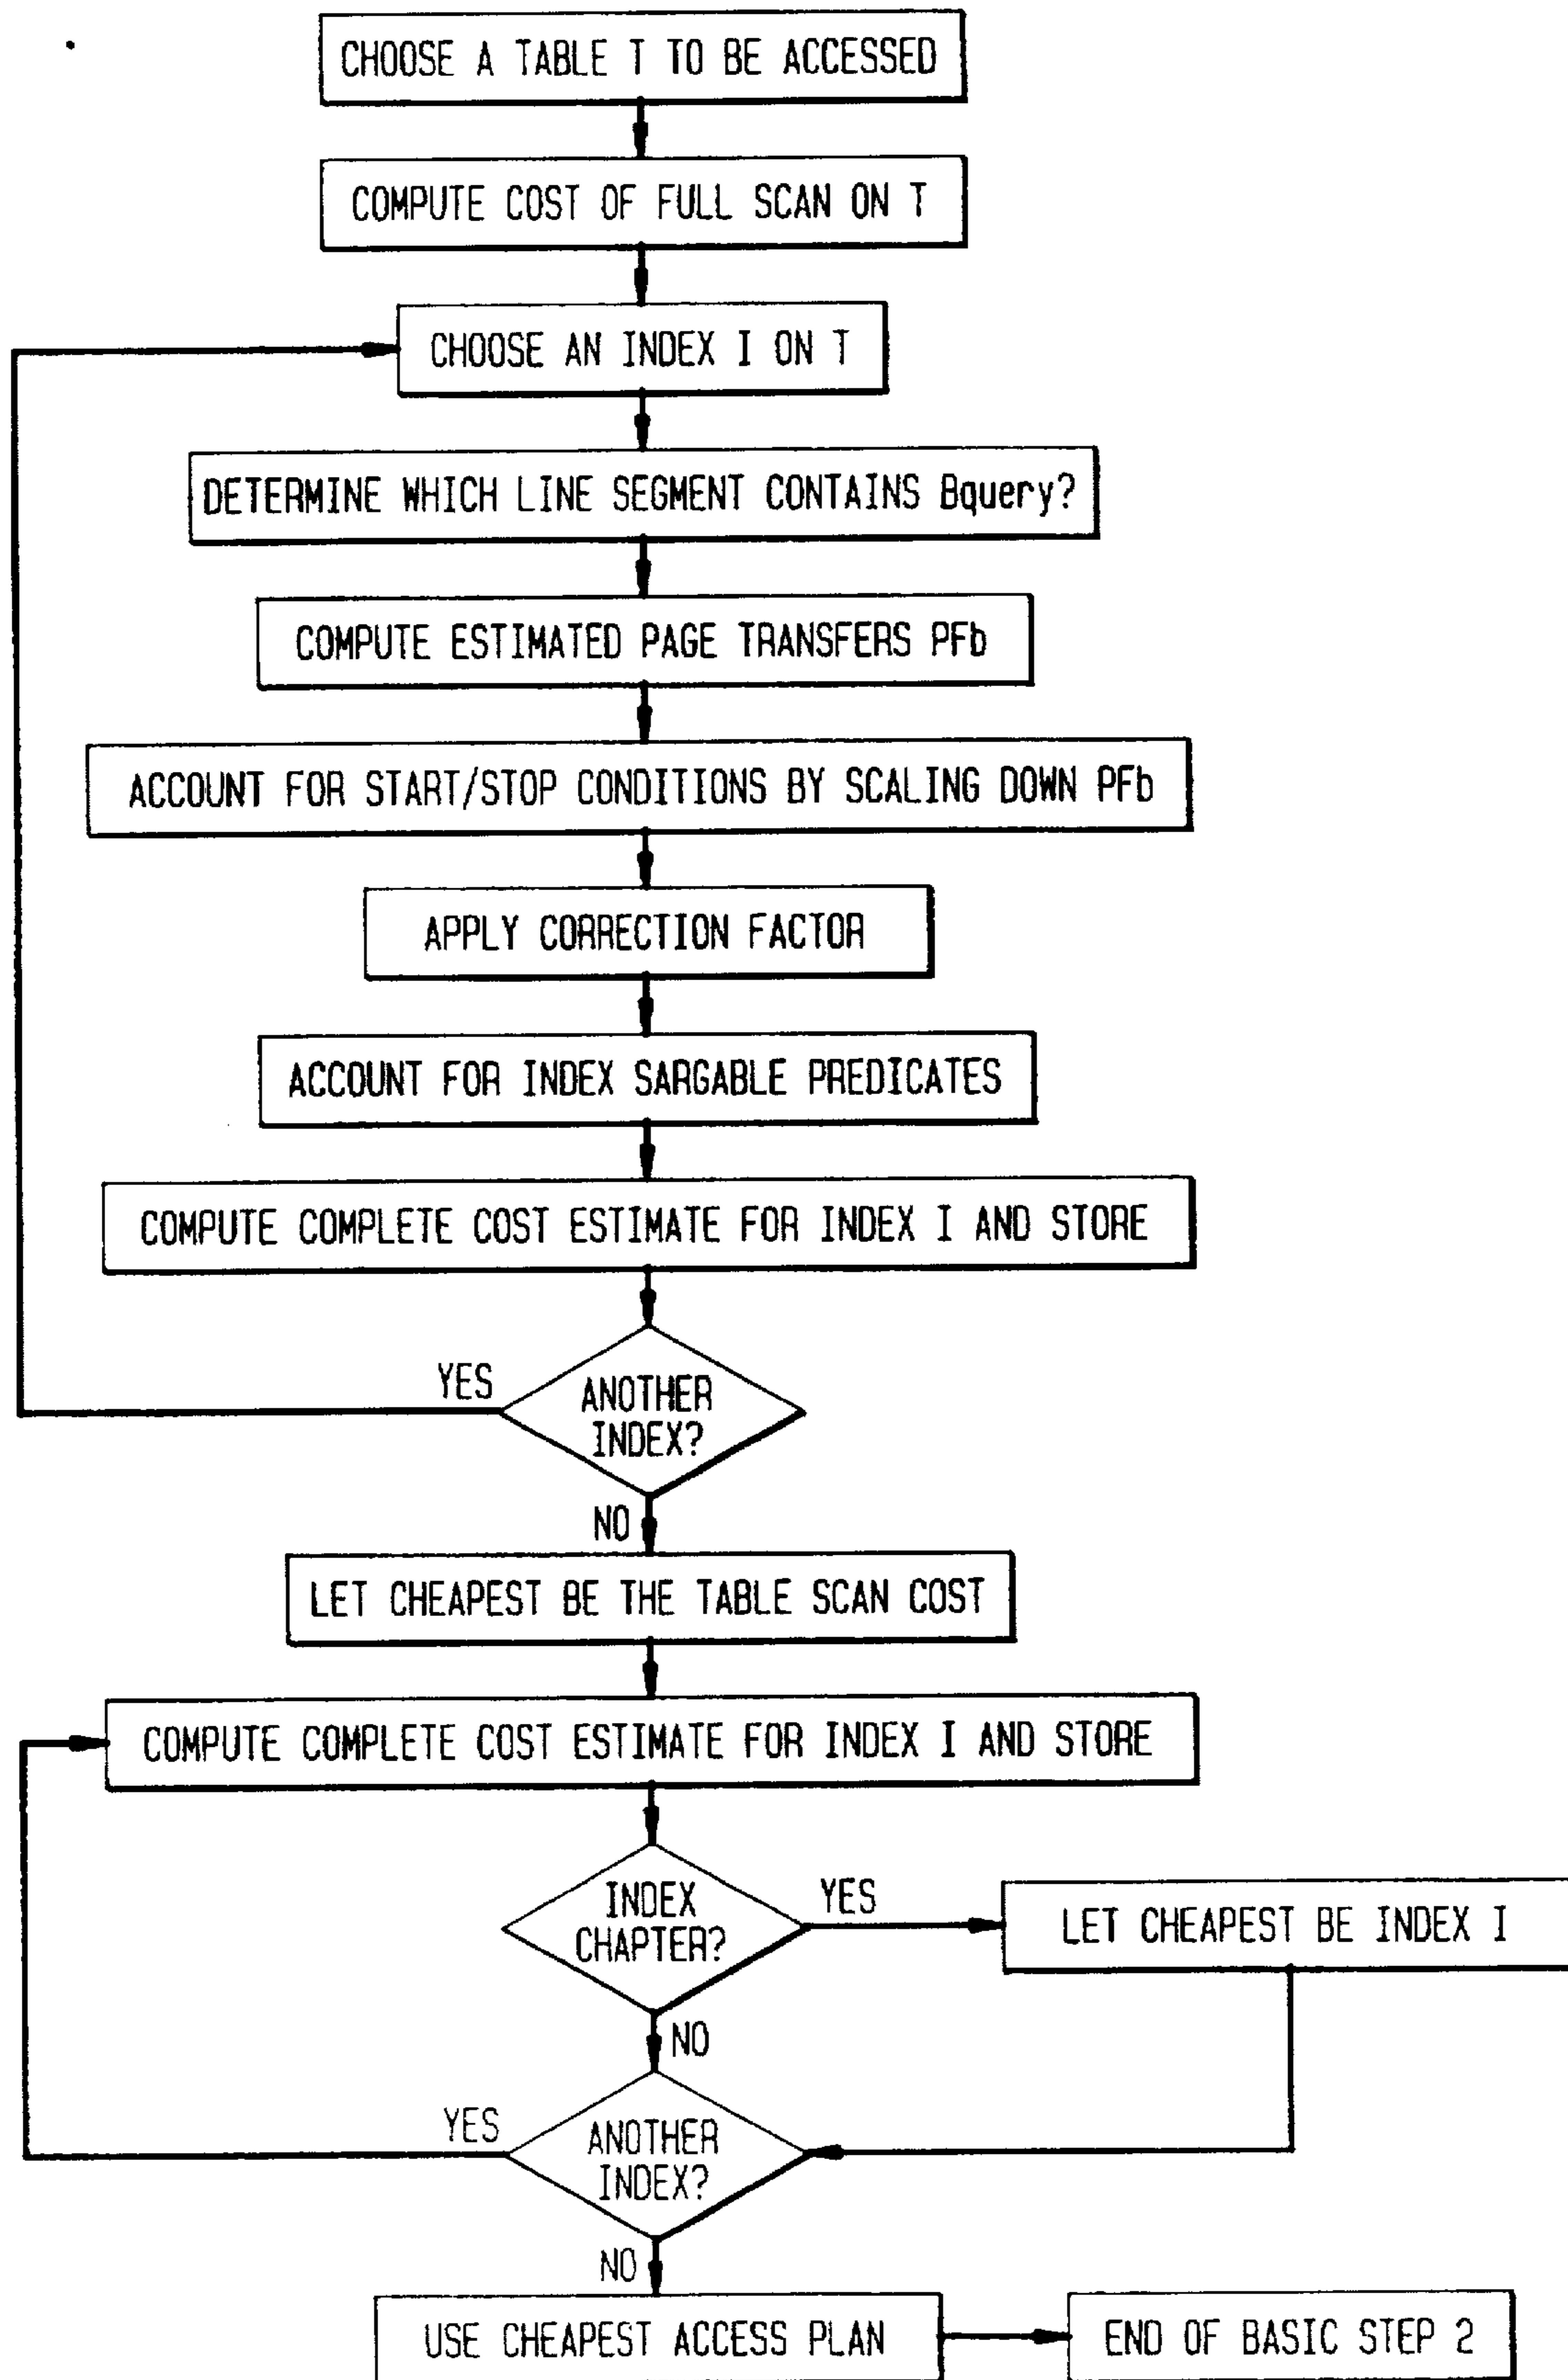 CHOOSE A TABLE T TO BE ACCESSED
COMPUTE COST OF FULL SCAN ON T
CHOOSE AN INDEX I ON T
DETERMINE WHICH LINE SEGMENT CONTAINS Bquery?
COMPUTE ESTIMATED PAGE TRANSFERS PFb
ACCOUNT FOR START/STOP CONDITIONS BY SCALING DOWN PFb
APPLY CORRECTION FACTOR
ACCOUNT FOR INDEX SARGABLE PREDICATES
COMPUTE COMPLETE COST ESTIMATE FOR INDEX I AND STORE
YES
ANOTHER
INDEX?
NO
LET CHEAPEST BE THE TABLE SCAN COST
COMPUTE COMPLETE COST ESTIMATE FOR INDEX I AND STORE
INDEX
CHAPTER?
YES
LET CHEAPEST BE INDEX I
NO
YES
ANOTHER
INDEX?
NO
USE CHEAPEST ACCESS PLAN
END OF BASIC STEP 2